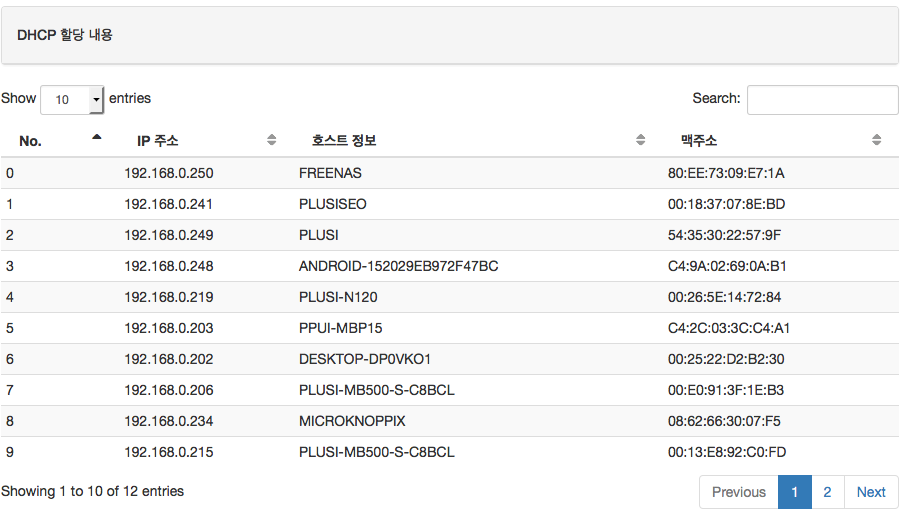 DHCP 할당 내용
Show 10 entries Search:
No. IP 주소 호스트 정보 맥주소
0 192.168.0.250 FREENAS 80:EE:73:09:E7:1A
1 192.168.0.241 PLUSISEO 00:18:37:07:8E:BD
2 192.168.0.249 PLUSI 54:35:30:22:57:9F
3 192.168.0.248 ANDROID-152029EB972F47BC C4:9A:02:69:0A:B1
4 192.168.0.219 PLUSI-N120 00:26:5E:14:72:84
5 192.168.0.203 PPUI-MBP15 C4:2C:03:3C:C4:A1
6 192.168.0.202 DESKTOP-DP0VKO1 00:25:22:D2:B2:30
7 192.168.0.206 PLUSI-MB500-S-C8BCL 00:E0:91:3F:1E:B3
8 192.168.0.234 MICROKNOPPIX 08:62:66:30:07:F5
9 192.168.0.215 PLUSI-MB500-S-C8BCL 00:13:E8:92:C0:FD
Showing 1 to 10 of 12 entries Previous 1 2 Next